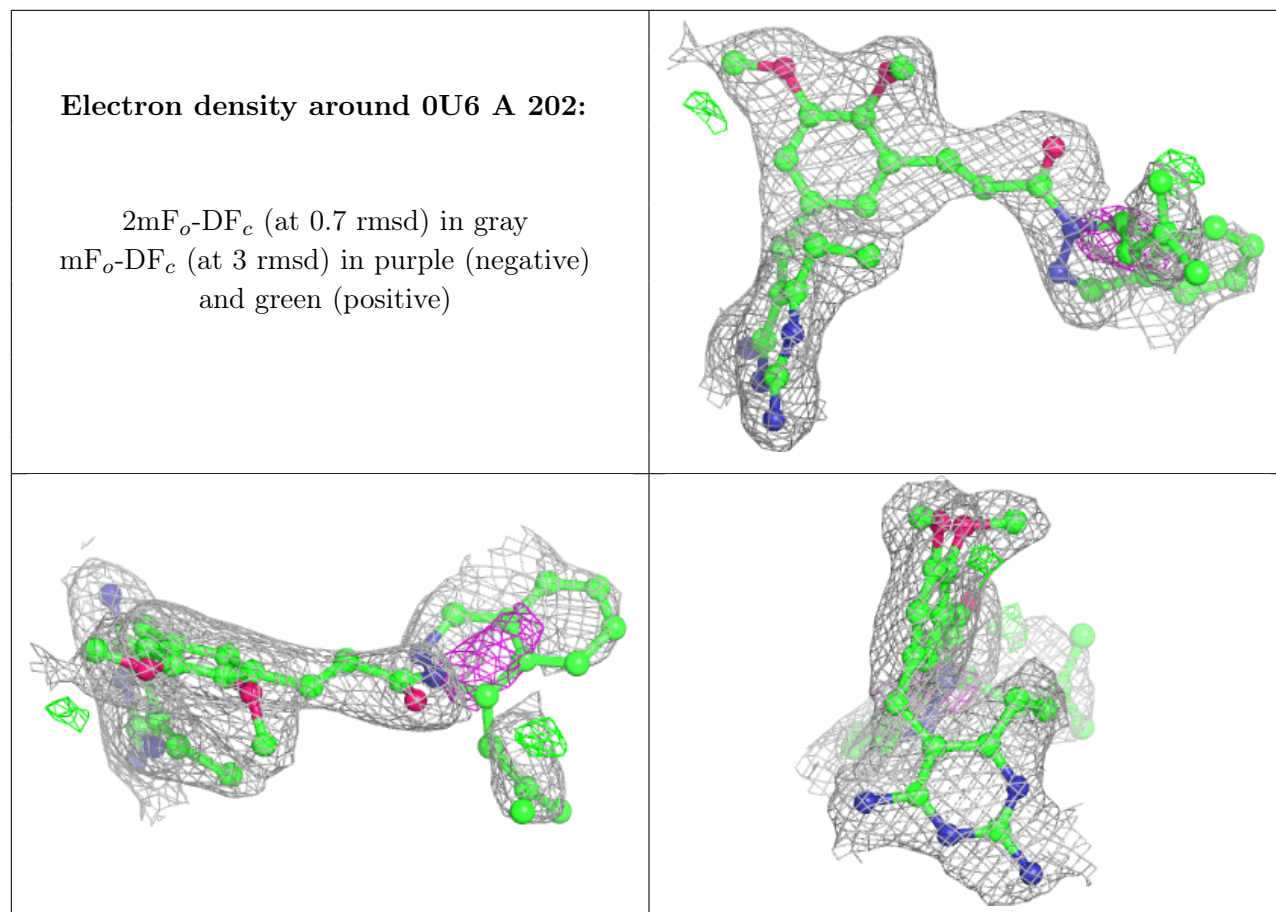 Electron density around 0U6 A 202:
2mFₒ-DF𝒸 (at 0.7 rmsd) in gray
mFₒ-DF𝒸 (at 3 rmsd) in purple (negative)
and green (positive)